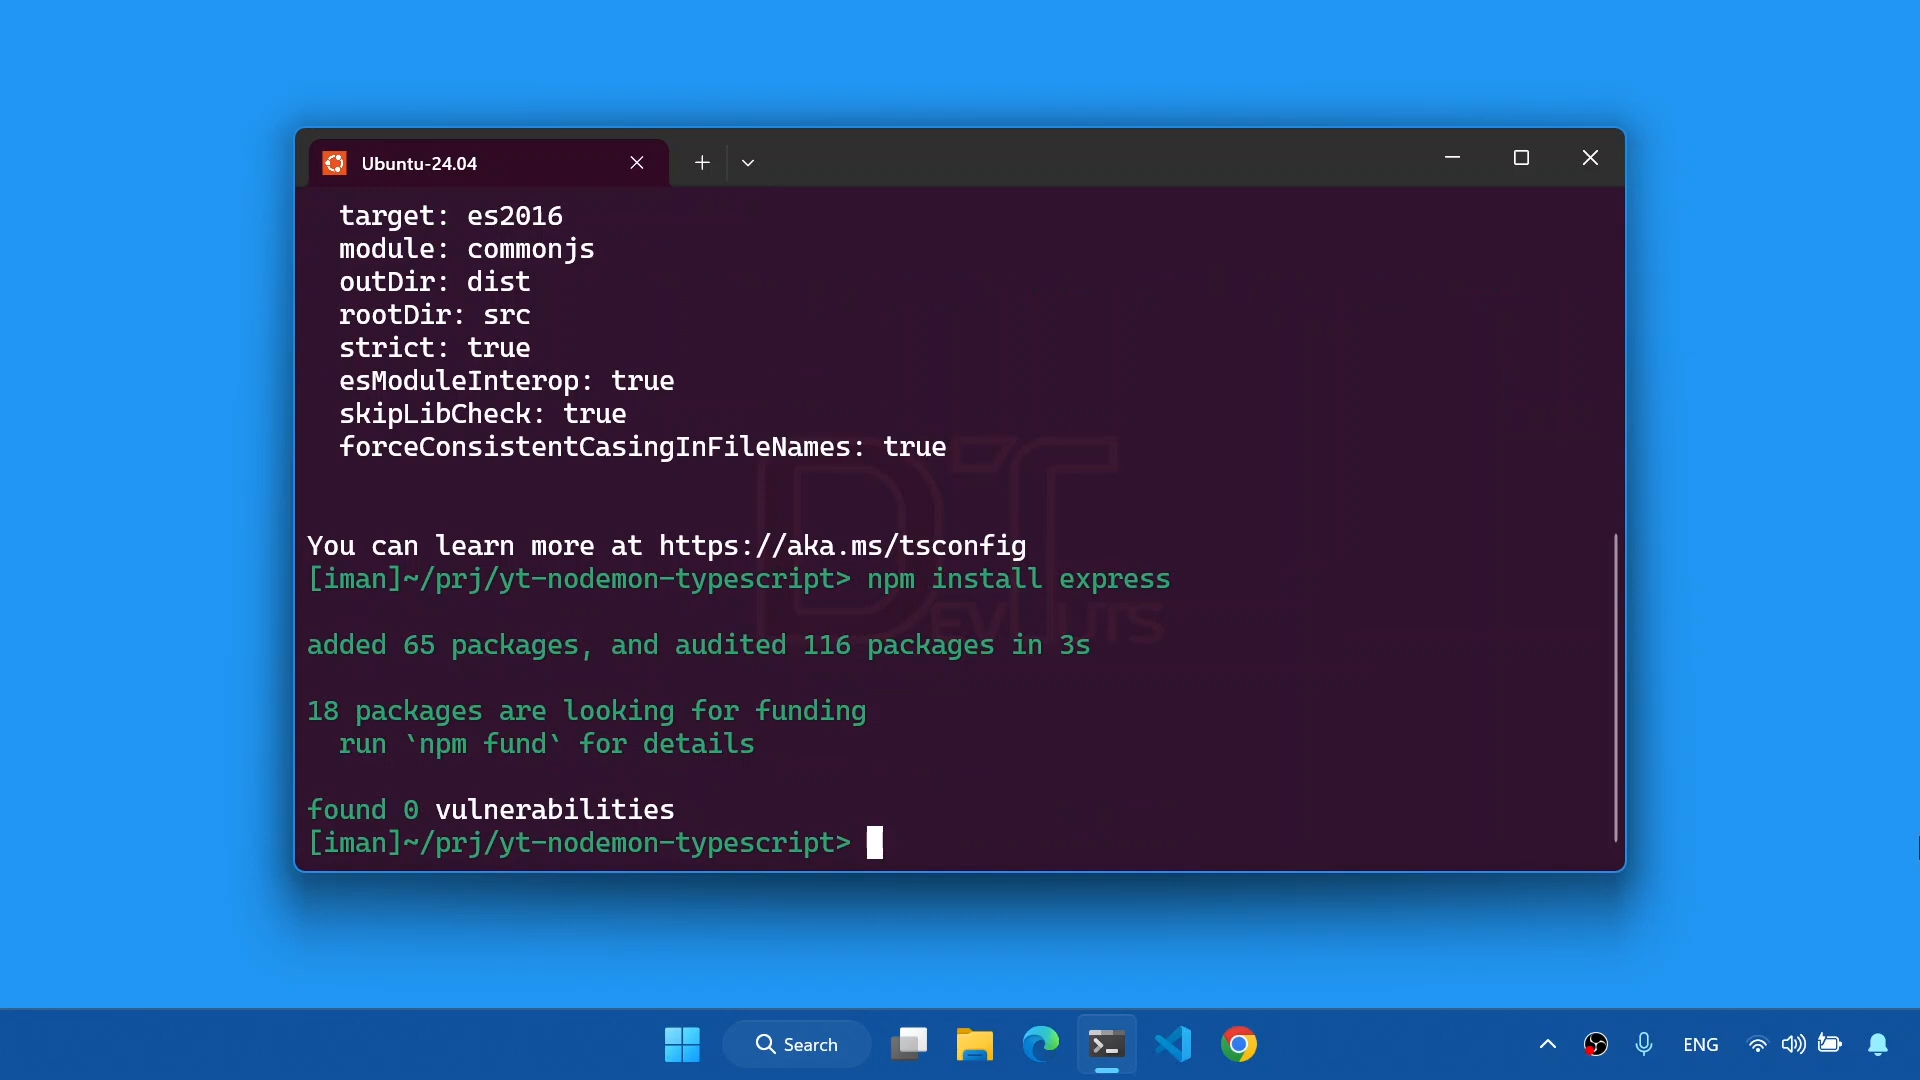 Ubuntu-24.04
target: es2016
module: commonjs
outDir: dist
rootDir: src
strict: true
esModuleInterop: true
skipLibCheck: true
forceConsistentCasingInFileNames: true
You can learn more at https://aka.ms/tsconfig
[iman]~/prj/yt-nodemon-typescript> npm install express
added 65 packages, and audited 116 packages in 3s
18 packages are looking for funding
run `npm fund` for details
found 0 vulnerabilities
[iman]~/prj/yt-nodemon-typescript>
Search
ENG